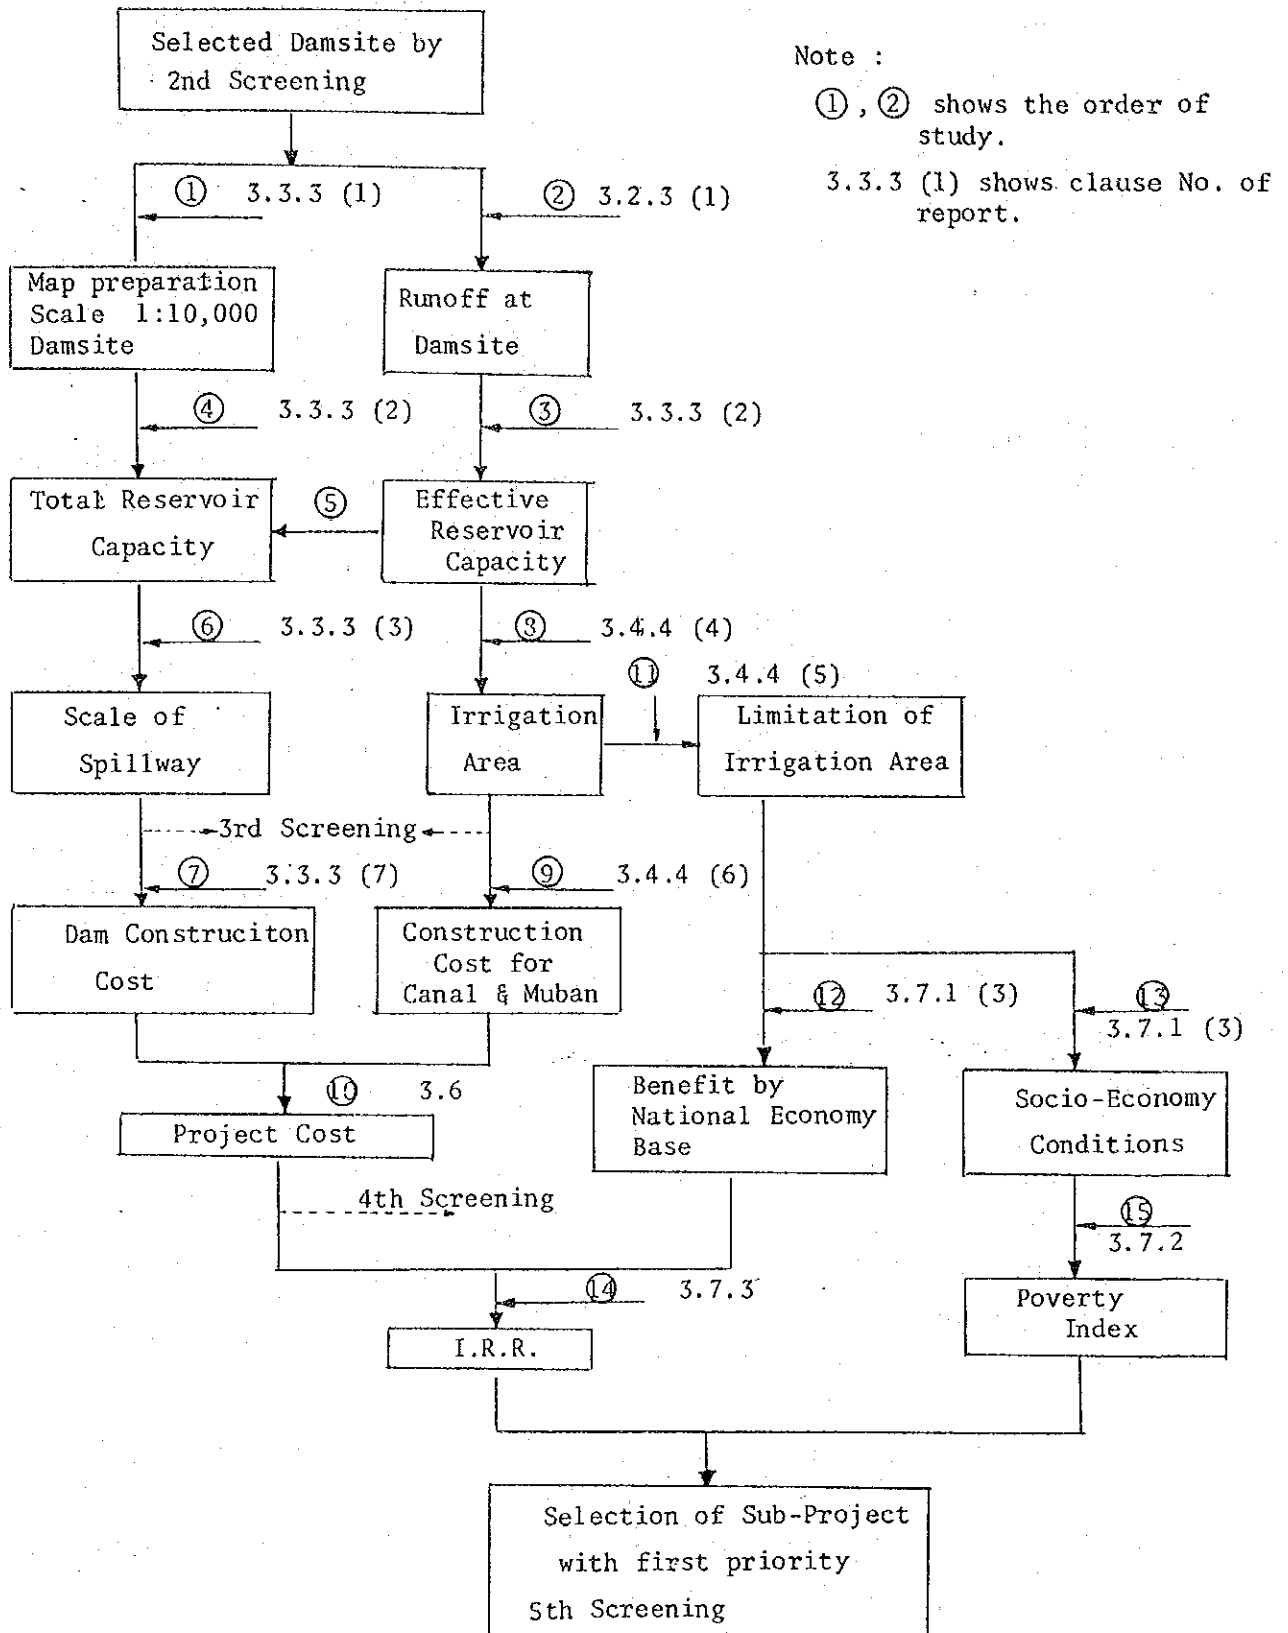 Selected Damsite by
2nd Screening
Note :
①, ② shows the order of
study.
3.3.3 (1) shows clause No. of
report.
① 3.3.3 (1)
② 3.2.3 (1)
Map preparation
Scale 1:10,000
Damsite
Runoff at
Damsite
④ 3.3.3 (2)
③ 3.3.3 (2)
Total Reservoir
Capacity
⑤
Effective
Reservoir
Capacity
⑥ 3.3.3 (3)
⑧ 3.4.4 (4)
⑪ 3.4.4 (5)
Scale of
Spillway
Irrigation
Area
Limitation of
Irrigation Area
3rd Screening
⑦ 3.3.3 (7)
⑨ 3.4.4 (6)
Dam Construciton
Cost
Construction
Cost for
Canal & Muban
⑫ 3.7.1 (3)
⑬
3.7.1 (3)
⑩ 3.6
Project Cost
Benefit by
National Economy
Base
Socio-Economy
Conditions
4th Screening
⑮
3.7.2
⑭ 3.7.3
I.R.R.
Poverty
Index
Selection of Sub-Project
with first priority
5th Screening